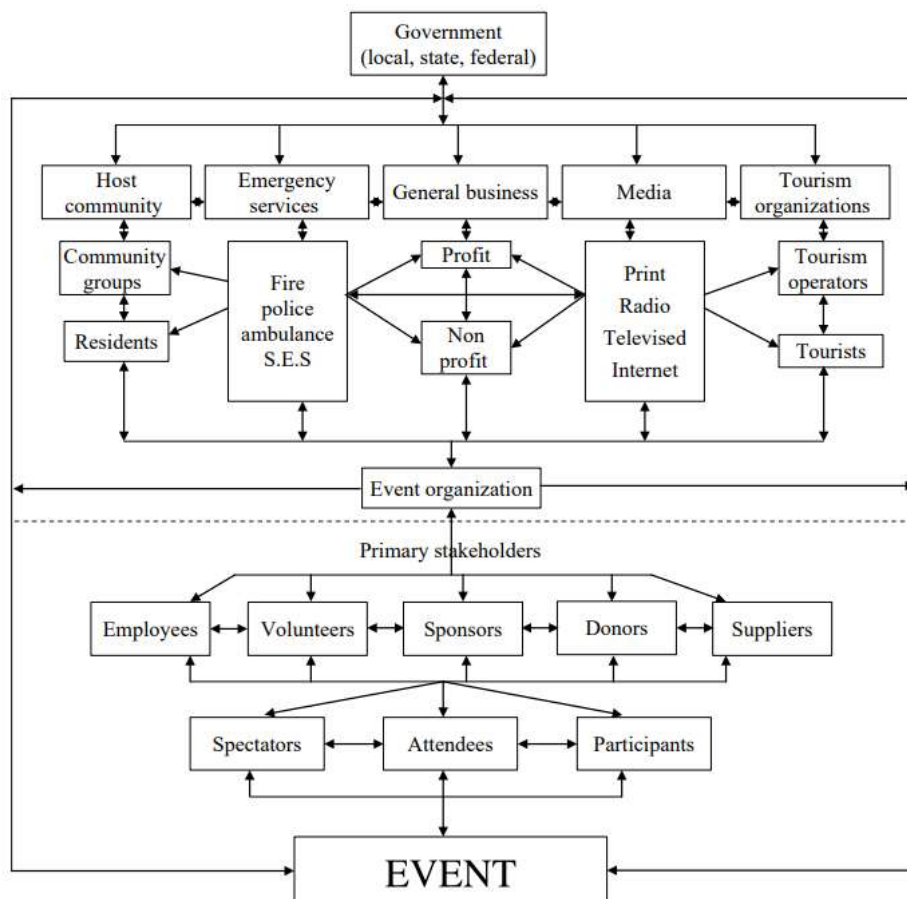 Government
(local, state, federal)
Host
community
Emergency
services
General business
Media
Tourism
organizations
Community
groups
Residents
Fire
police
ambulance
S.E.S
Profit
Non
profit
Print
Radio
Televised
Internet
Tourism
operators
Tourists
Event organization
Primary stakeholders
Employees
Volunteers
Sponsors
Donors
Suppliers
Spectators
Attendees
Participants
EVENT